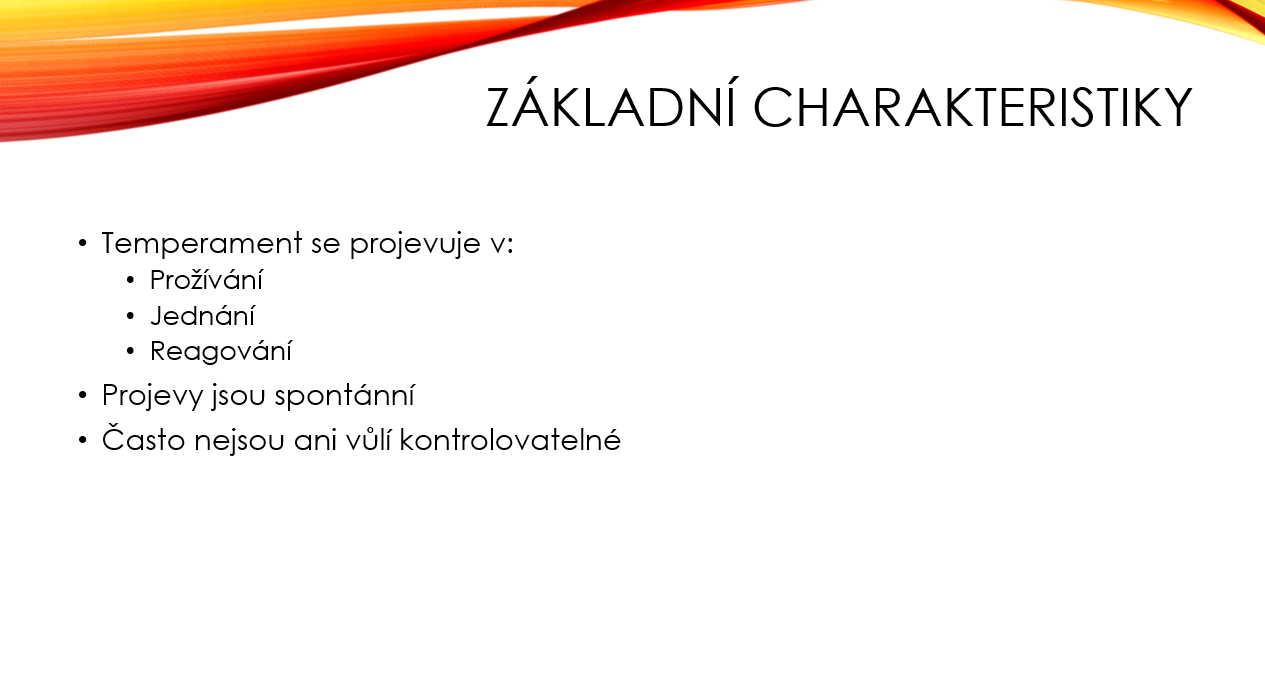 ZÁKLADNÍ CHARAKTERISTIKY
• Temperament se projevuje v:
• Prožívání
• Jednání
• Reagování
• Projevy jsou spontánní
• Často nejsou ani vůlí kontrolovatelné